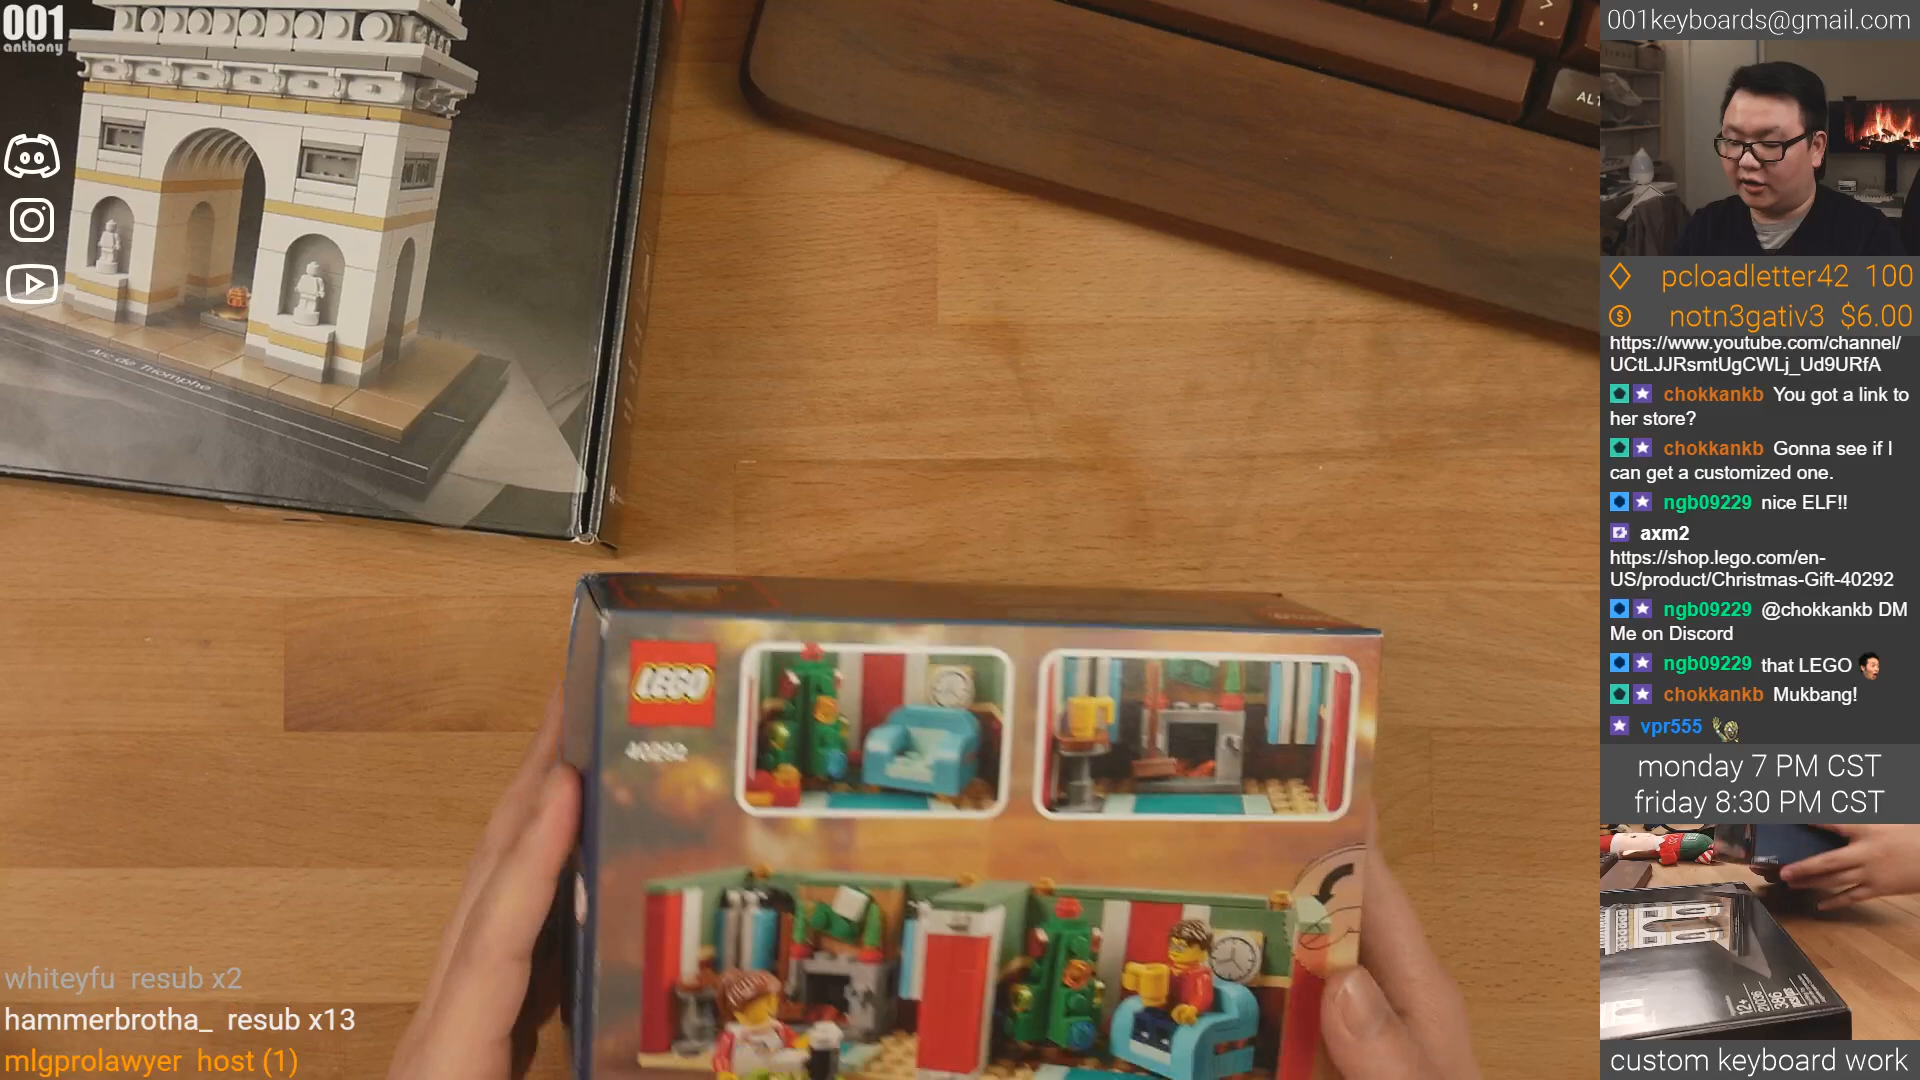 001
anthony
Arc de Triomphe
ALT
LEGO
40292
whiteyfu resub x2
hammerbrotha_ resub x13
mlgprolawyer host (1)
001keyboards@gmail.com
pcloadletter42 100
notn3gativ3 $6.00
https://www.youtube.com/channel/
UCtLJJRsmtUgCWLj_Ud9URfA
chokkankb You got a link to
her store?
chokkankb Gonna see if I
can get a customized one.
ngb09229 nice ELF!!
axm2
https://shop.lego.com/en-
US/product/Christmas-Gift-40292
ngb09229 @chokkankb DM
Me on Discord
ngb09229 that LEGO
chokkankb Mukbang!
vpr555
monday 7 PM CST
friday 8:30 PM CST
12+
21036
386
custom keyboard work